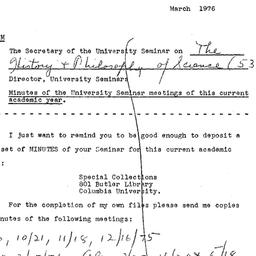 March 1976
M
The Secretary of the University Seminar on The
History & Philosophy of Science (53
Director, University Seminars
Minutes of the University Seminar meetings of this current
academic year.
I just want to remind you to be good enough to deposit a
set of MINUTES of your Seminar for this current academic
:
Special Collections
801 Butler Library
Columbia University.
For the completion of my own files please send me copies
nutes of the following meetings:
, 10/21, 11/18, 12/16/75